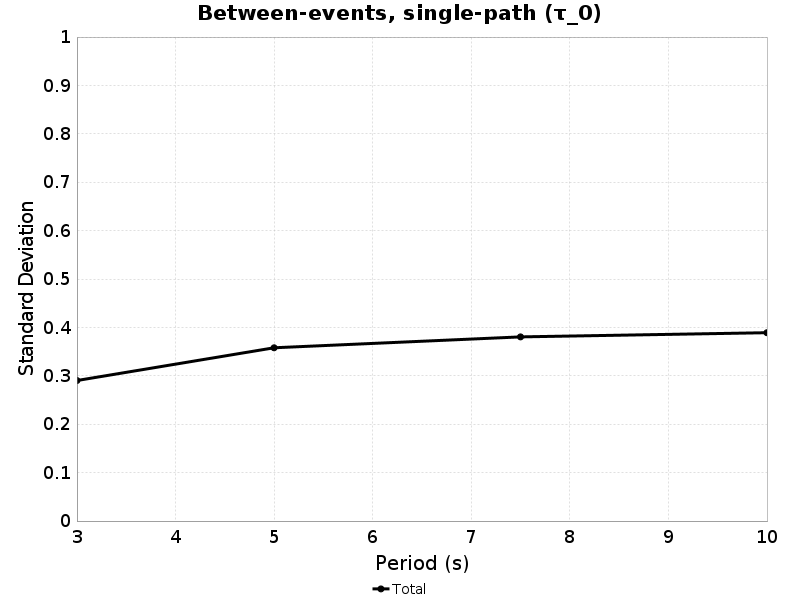 Between-events, single-path (τ_0)
1
0.9
0.8
0.7
0.6
0.5
0.4
0.3
0.2
0.1
0
Standard Deviation
3 4 5 6 7 8 9 10
Period (s)
Total